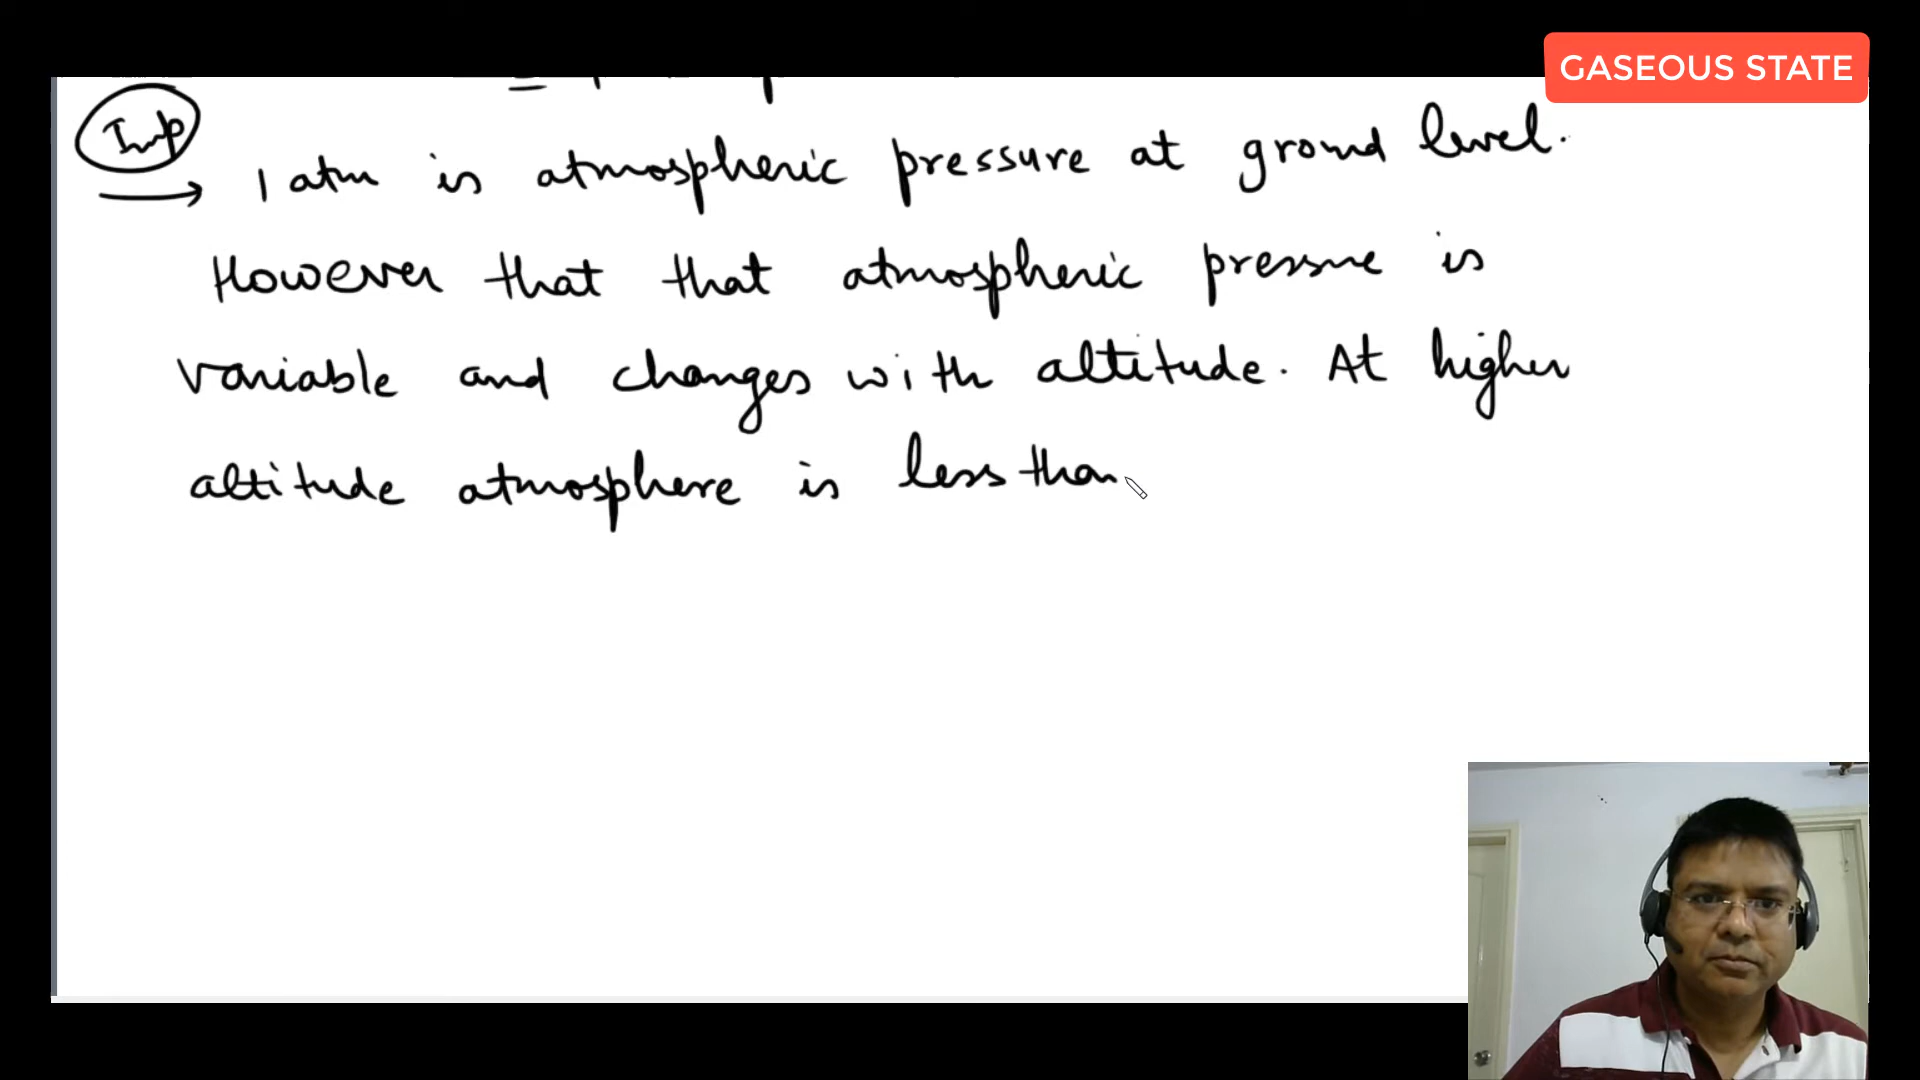 GASEOUS STATE
Imp
1 atm is atmospheric pressure at ground level.
However that that atmospheric pressure is
variable and changes with altitude. At higher
altitude atmosphere is less than